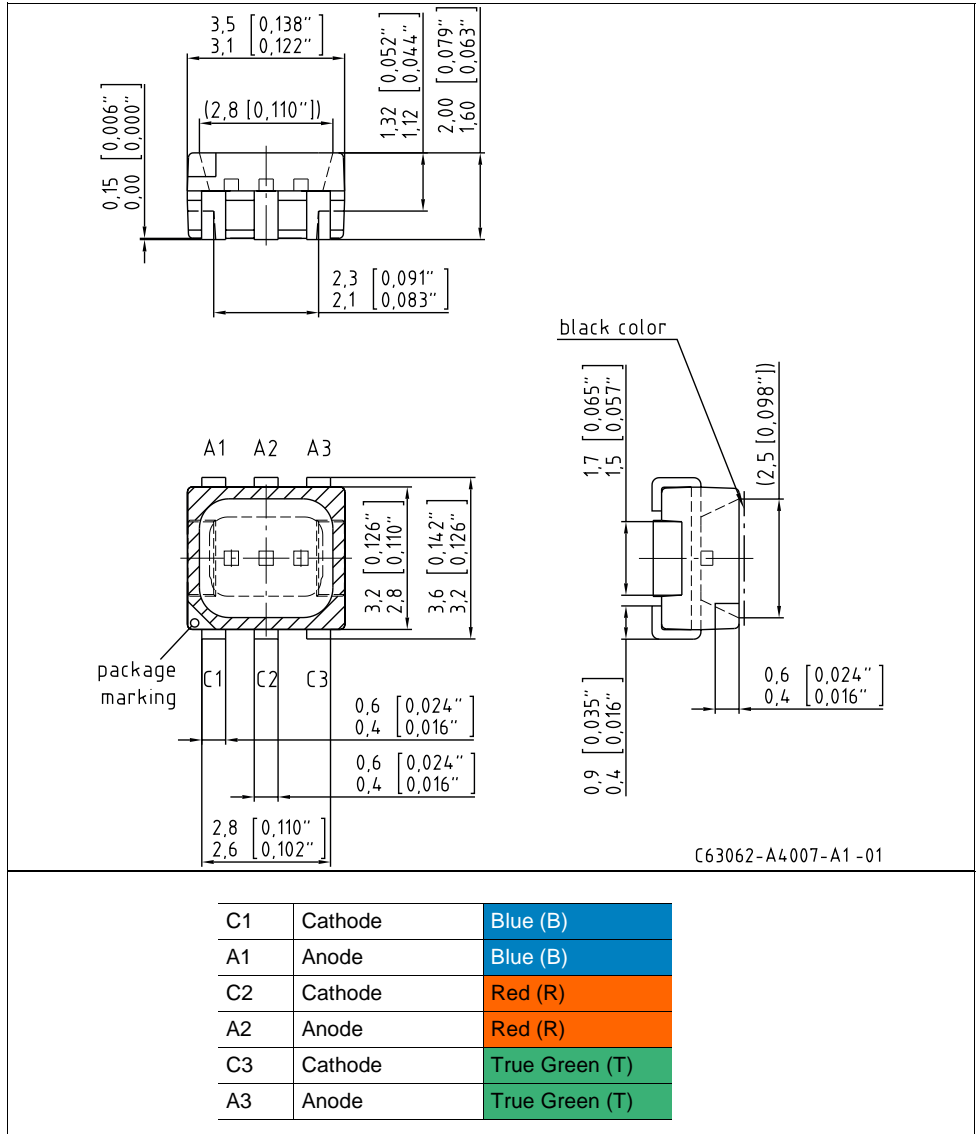 3,5 [0,138"]
3,1 [0,122"]
(2,8 [0,110"])
0,15 [0,006"]
0,00 [0,000"]
1,32 [0,052"]
1,12 [0,044"]
2,00 [0,079"]
1,60 [0,063"]
2,3 [0,091"]
2,1 [0,083"]
black color
A1 A2 A3
3,2 [0,126"]
2,8 [0,110"]
3,6 [0,142"]
3,2 [0,126"]
1,7 [0,065"]
1,5 [0,057"]
(2,5 [0,098"])
package
marking
C1 C2 C3
0,6 [0,024"]
0,4 [0,016"]
0,6 [0,024"]
0,4 [0,016"]
2,8 [0,110"]
2,6 [0,102"]
0,9 [0,035"]
0,4 [0,016"]
0,6 [0,024"]
0,4 [0,016"]
C63062-A4007-A1-01
C1 Cathode Blue (B)
A1 Anode Blue (B)
C2 Cathode Red (R)
A2 Anode Red (R)
C3 Cathode True Green (T)
A3 Anode True Green (T)